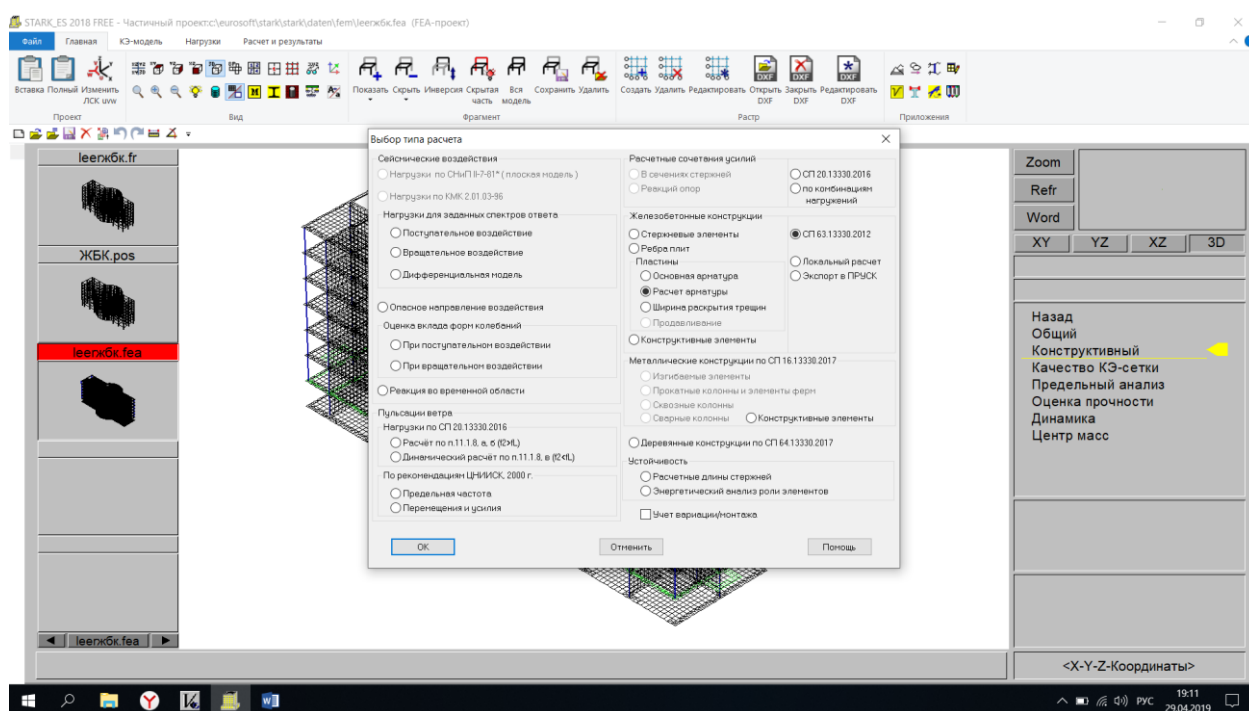 STARK_ES 2018 FREE - Частичный проект:c:\eurosoft\stark\stark\daten\fem\leerжбк.fea (FEA-проект)
Файл Главная КЭ-модель Нагрузки Расчет и результаты
Вставка Полный Изменить ЛСК uvw
Показать Скрыть Инверсия Скрытая часть Вся модель Сохранить Удалить
Создать Удалить Редактировать Открыть DXF Закрыть DXF Редактировать DXF
Проект Вид Фрагмент Растр Приложения
leerжбк.fr
ЖБК.pos
leerжбк.fea
leerжбк.fea
Выбор типа расчета
Сейсмические воздействия
Нагрузки по СНиП II-7-81* ( плоская модель )
Нагрузки по КМК 2.01.03-96
Нагрузки для заданных спектров ответа
Поступательное воздействие
Вращательное воздействие
Дифференциальная модель
Опасное направление воздействия
Оценка вклада форм колебаний
При поступательном воздействии
При вращательном воздействии
Реакция во временной области
Пульсации ветра
Нагрузки по СП 20.13330.2016
Расчёт по п.11.1.8, а, б (f2>fL)
Динамический расчёт по п.11.1.8, в (f2<fL)
По рекомендациям ЦНИИСК, 2000 г.
Предельная частота
Перемещения и усилия
Расчетные сочетания усилий
В сечениях стержней
СП 20.13330.2016
Реакций опор
по комбинациям
нагружений
Железобетонные конструкции
Стержневые элементы
СП 63.13330.2012
Ребра плит
Пластины
Локальный расчет
Основная арматура
Экспорт в ПРУСК
Расчет арматуры
Ширина раскрытия трещин
Продавливание
Конструктивные элементы
Металлические конструкции по СП 16.13330.2017
Изгибаемые элементы
Прокатные колонны и элементы ферм
Сквозные колонны
Сварные колонны
Конструктивные элементы
Деревянные конструкции по СП 64.13330.2017
Устойчивость
Расчетные длины стержней
Энергетический анализ роли элементов
Учет вариации/монтажа
OK Отменить Помощь
Zoom
Refr
Word
XY YZ XZ 3D
Назад
Общий
Конструктивный
Качество КЭ-сетки
Предельный анализ
Оценка прочности
Динамика
Центр масс
<X-Y-Z-Координаты>
РУС
19:11
29.04.2019